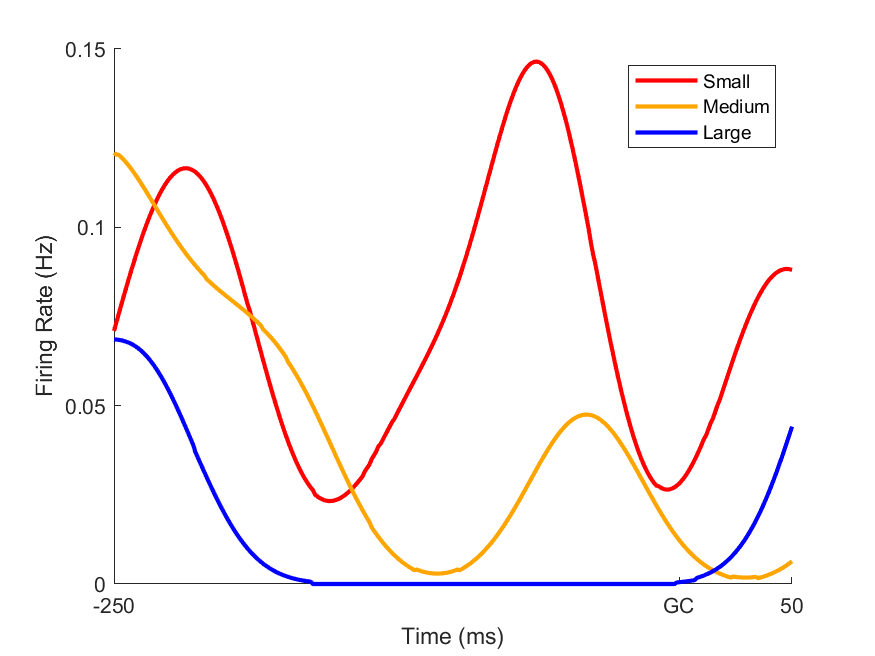 0.15
0.1
0.05
0
Firing Rate (Hz)
Small
Medium
Large
-250
GC
50
Time (ms)